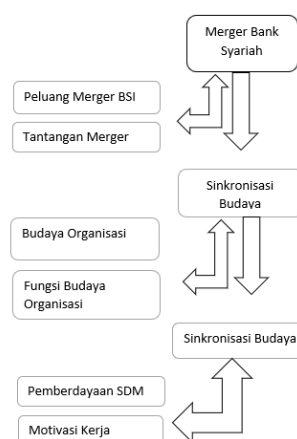 Merger Bank
Syariah
Peluang Merger BSI
Tantangan Merger
Sinkronisasi
Budaya
Budaya Organisasi
Fungsi Budaya
Organisasi
Sinkronisasi Budaya
Pemberdayaan SDM
Motivasi Kerja